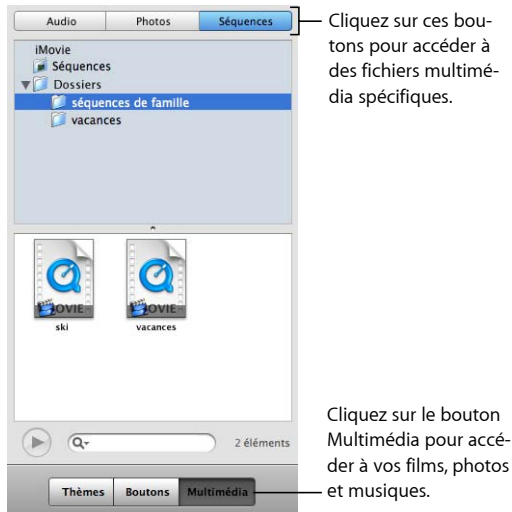 Audio Photos Séquences
iMovie
Séquences
Dossiers
séquences de famille
vacances
Cliquez sur ces bou-
tons pour accéder à
des fichiers multimé-
dia spécifiques.
MOVIE MOVIE
ski vacances
2 éléments
Thèmes Boutons Multimédia
Cliquez sur le bouton
Multimédia pour accé-
der à vos films, photos
et musiques.